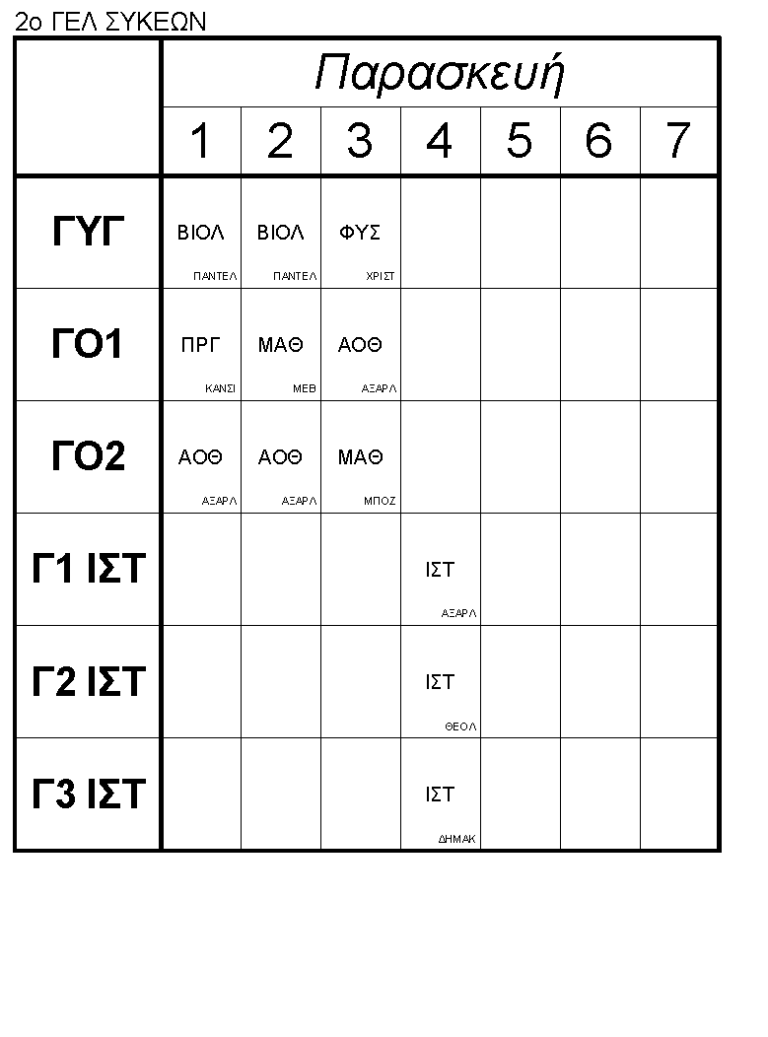 2ο ΓΕΛ ΣΥΚΕΩΝ
Παρασκευή
1 2 3 4 5 6 7
ΓΥΓ ΒΙΟΛ ΒΙΟΛ ΦΥΣ
ΠΑΝΤΕΛ ΠΑΝΤΕΛ ΧΡΙΣΤ
ΓΟ1 ΠΡΓ ΜΑΘ ΑΟΘ
ΚΑΝΣΙ ΜΕΒ ΑΞΑΡΛ
ΓΟ2 ΑΟΘ ΑΟΘ ΜΑΘ
ΑΞΑΡΛ ΑΞΑΡΛ ΜΠΟΖ
Γ1 ΙΣΤ ΙΣΤ
ΑΞΑΡΛ
Γ2 ΙΣΤ ΙΣΤ
ΘΕΟΛ
Γ3 ΙΣΤ ΙΣΤ
ΔΗΜΑΚ